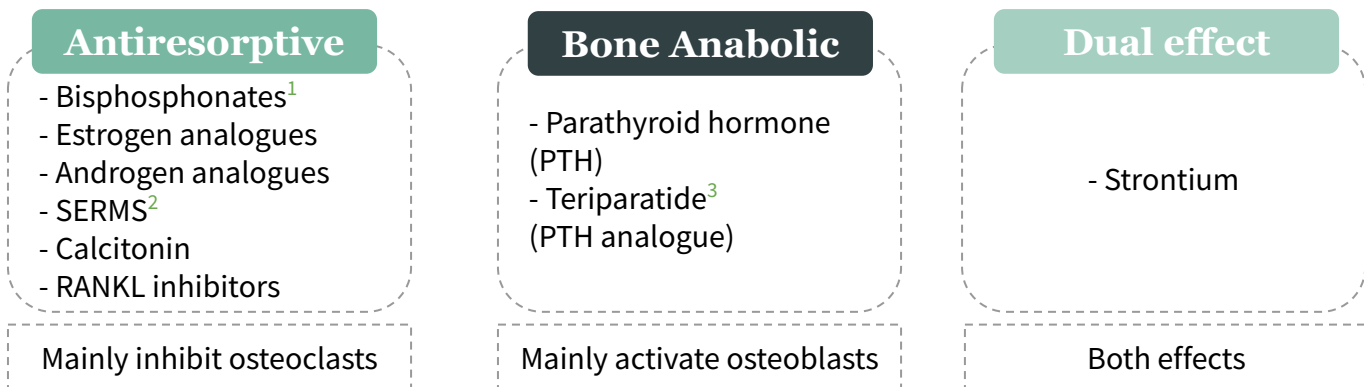 Antiresorptive
- Bisphosphonates1
- Estrogen analogues
- Androgen analogues
- SERMS2
- Calcitonin
- RANKL inhibitors
Mainly inhibit osteoclasts
Bone Anabolic
- Parathyroid hormone
(PTH)
- Teriparatide3
(PTH analogue)
Mainly activate osteoblasts
Dual effect
- Strontium
Both effects